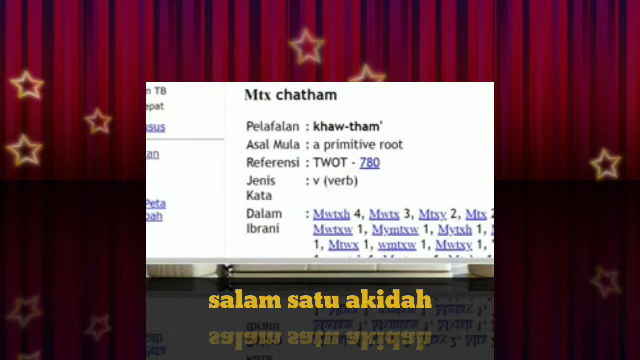 n TB
epat
usus
an
Peta
bah
Mtx chatham
Pelafalan : khaw-tham'
Asal Mula : a primitive root
Referensi : TWOT - 780
Jenis Kata : v (verb)
Dalam Ibrani : Mwtxh 4, Mwtx 3, Mtxy 2, Mtx 2
Mwtxw 1, Mymtxw 1, Mytxh 1,
1, Mtwx 1, wmtxw 1, Mwtxy 1,
salam satu akidah